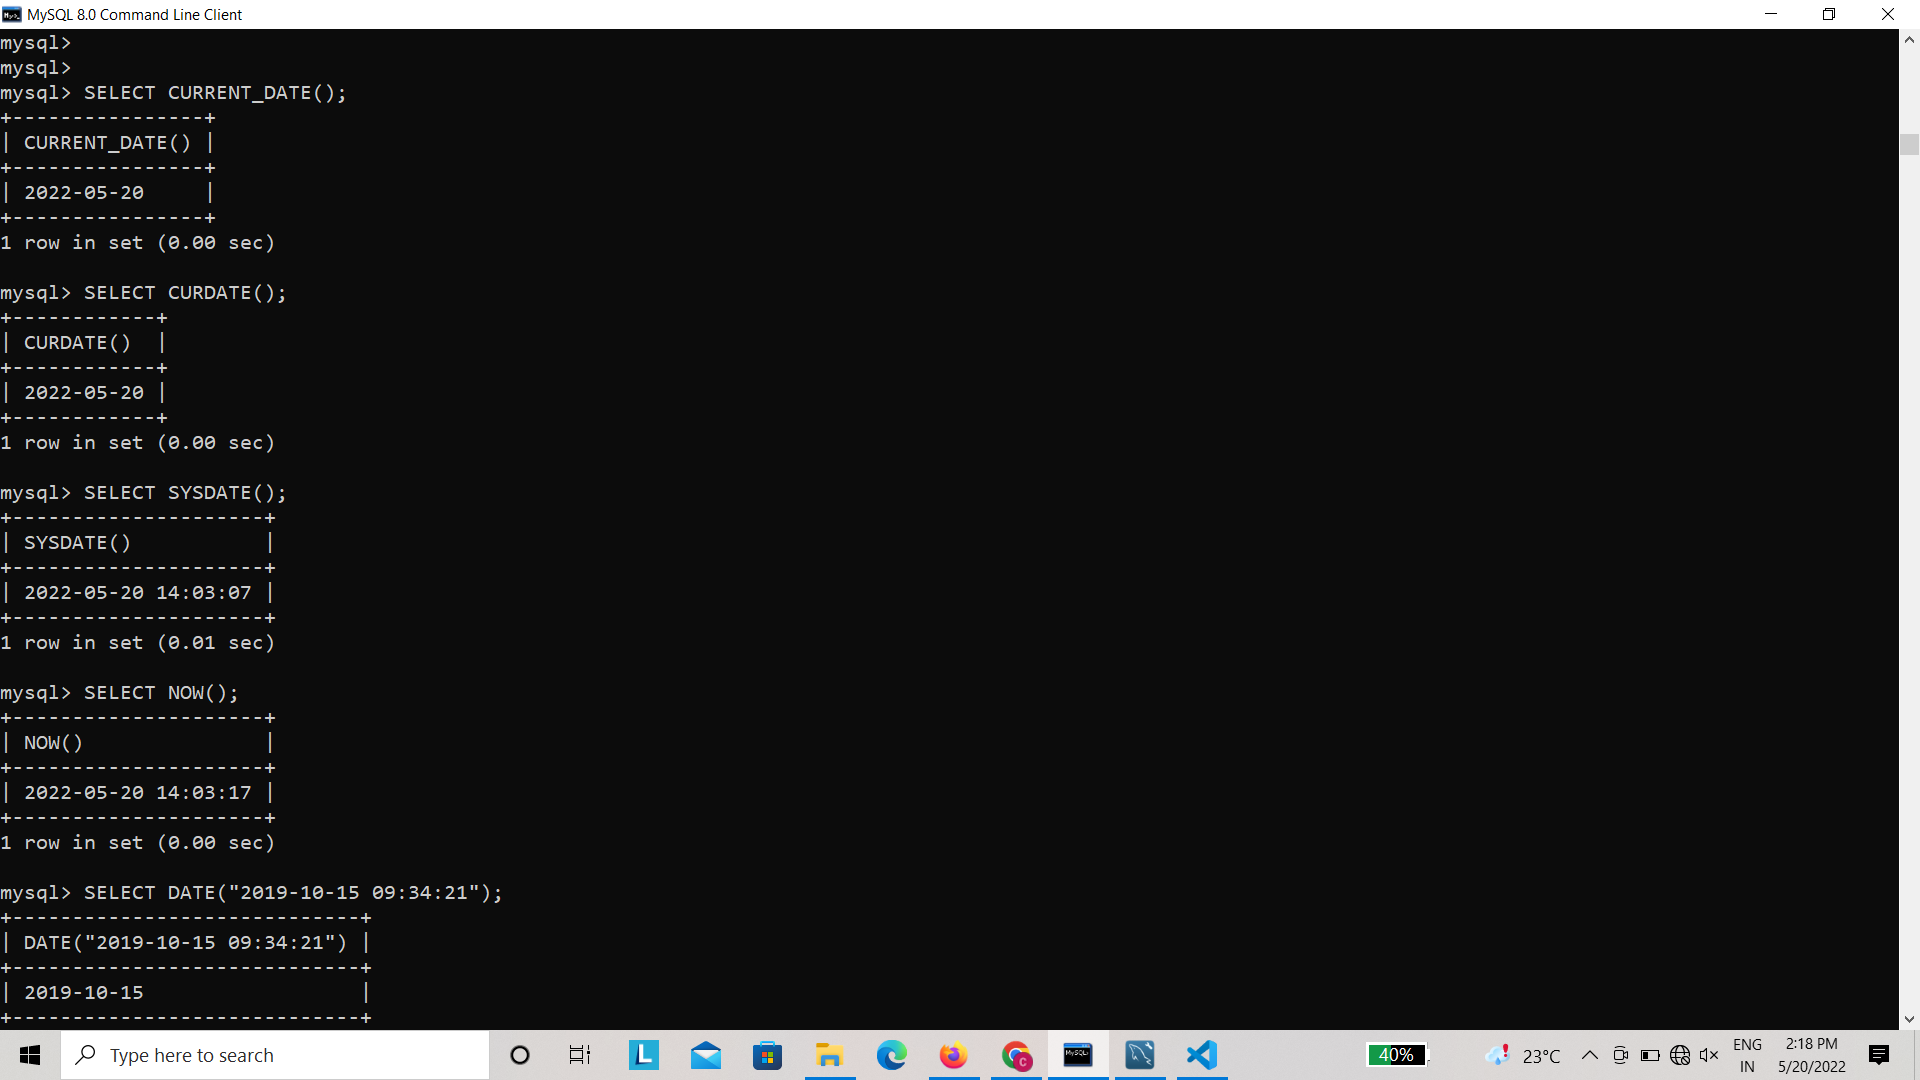 MySQL 8.0 Command Line Client
mysql>
mysql>
mysql> SELECT CURRENT_DATE();
+----------------+
| CURRENT_DATE() |
+----------------+
| 2022-05-20     |
+----------------+
1 row in set (0.00 sec)
mysql> SELECT CURDATE();
+------------+
| CURDATE()  |
+------------+
| 2022-05-20 |
+------------+
1 row in set (0.00 sec)
mysql> SELECT SYSDATE();
+---------------------+
| SYSDATE()           |
+---------------------+
| 2022-05-20 14:03:07 |
+---------------------+
1 row in set (0.01 sec)
mysql> SELECT NOW();
+---------------------+
| NOW()               |
+---------------------+
| 2022-05-20 14:03:17 |
+---------------------+
1 row in set (0.00 sec)
mysql> SELECT DATE("2019-10-15 09:34:21");
+-----------------------------+
| DATE("2019-10-15 09:34:21") |
+-----------------------------+
| 2019-10-15                  |
+-----------------------------+
Type here to search
L
C
MySQL
40%
23°C
ENG
IN
2:18 PM
5/20/2022